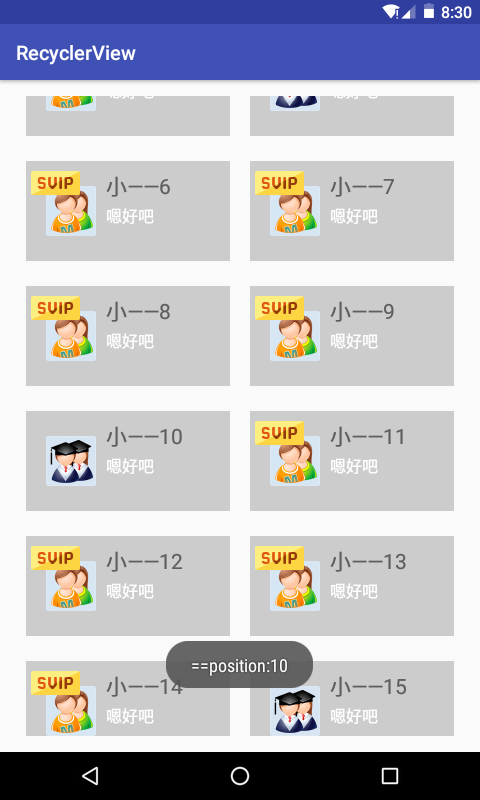 8:30
RecyclerView
SVIP
小一一6
嗯好吧
SVIP
小一一7
嗯好吧
SVIP
小一一8
嗯好吧
SVIP
小一一9
嗯好吧
小一一10
嗯好吧
SVIP
小一一11
嗯好吧
SVIP
小一一12
嗯好吧
SVIP
小一一13
嗯好吧
SVIP
小一一14
嗯好吧
小一一15
嗯好吧
==position:10